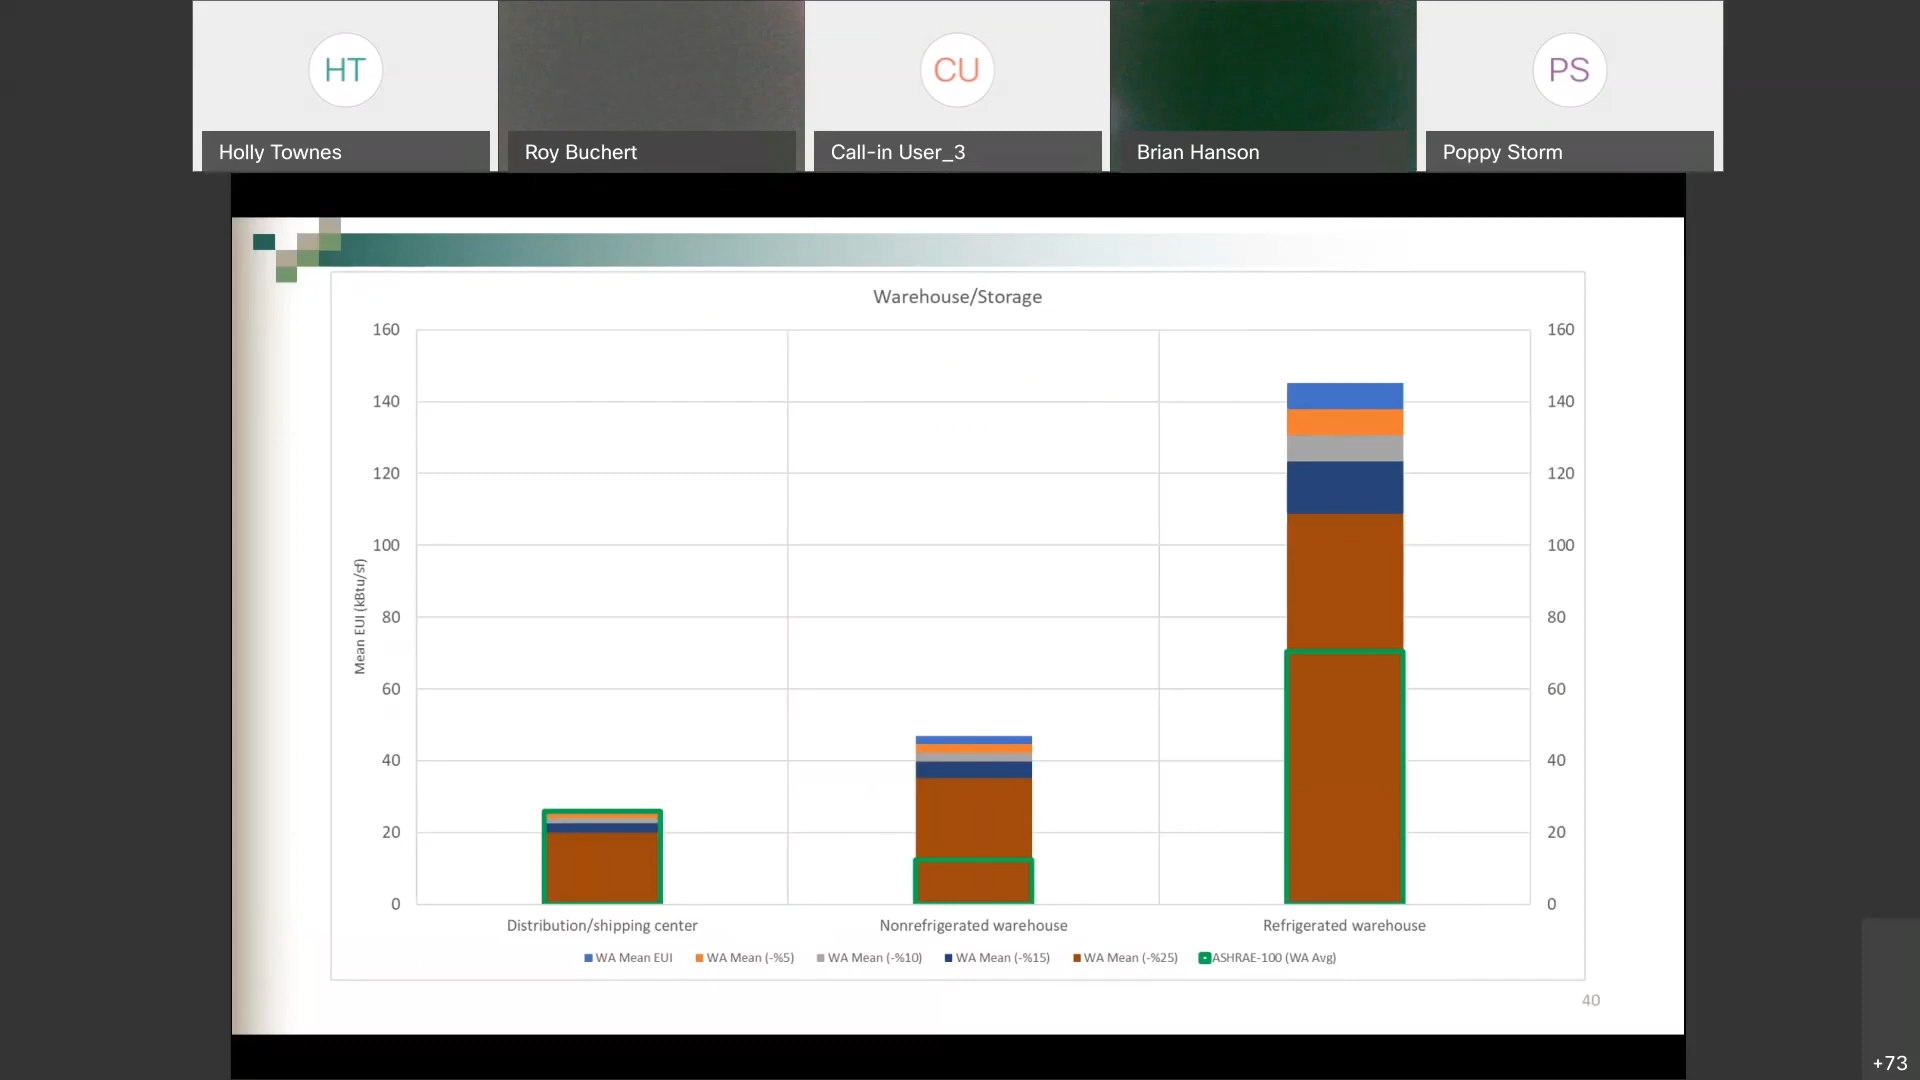 HT
CU
PS
Holly Townes
Roy Buchert
Call-in User_3
Brian Hanson
Poppy Storm
Warehouse/Storage
160
160
140
140
120
120
100
100
80
80
60
60
40
40
20
20
0
0
Mean EUI (kBtu/sf)
Distribution/shipping center
Nonrefrigerated warehouse
Refrigerated warehouse
WA Mean EUI
WA Mean (-%5)
WA Mean (-%10)
WA Mean (-%15)
WA Mean (-%25)
ASHRAE-100 (WA Avg)
40
+73